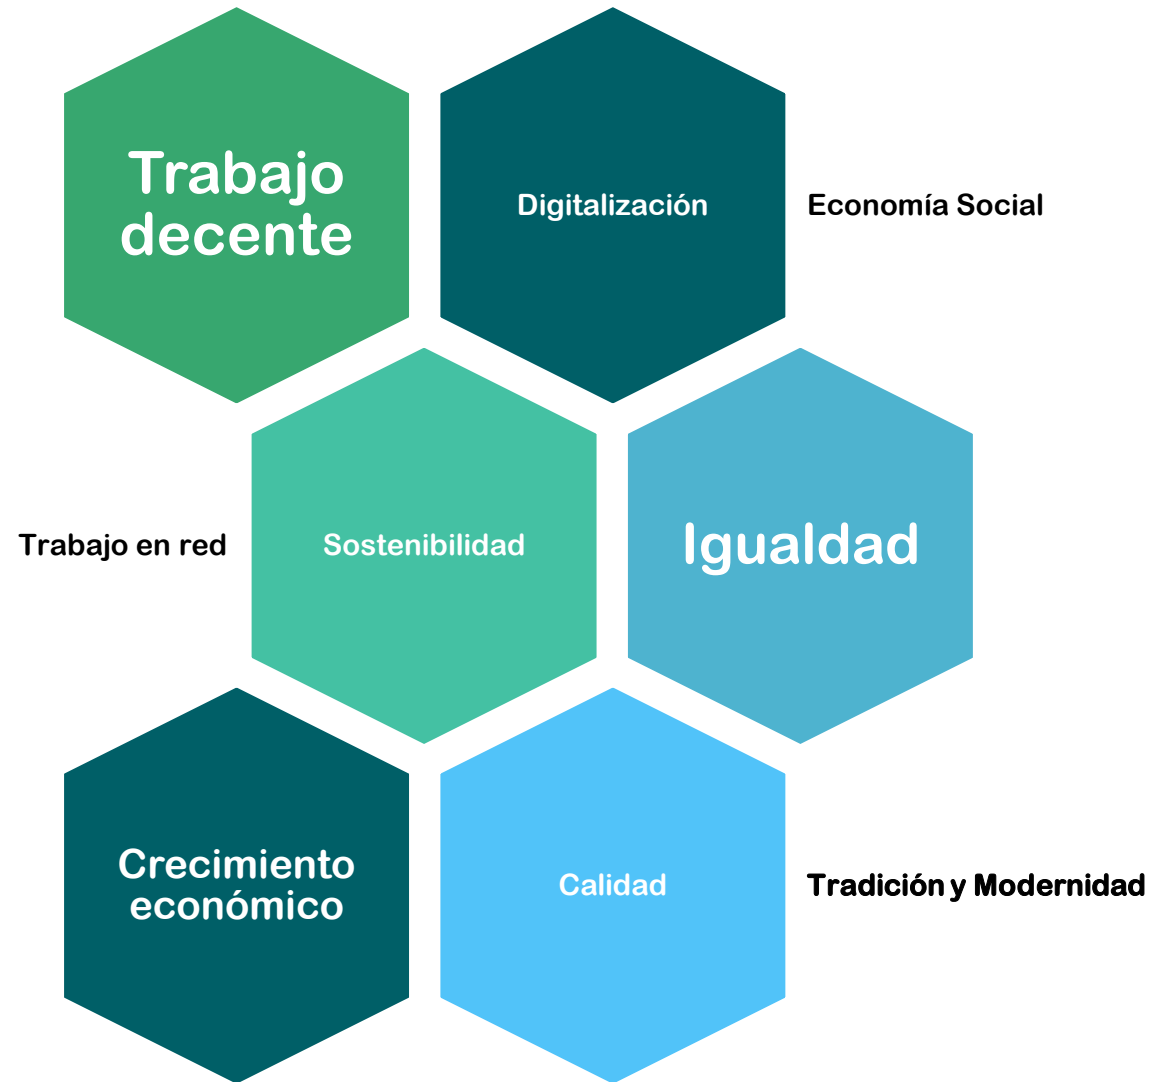 Trabajo
decente
Digitalización
Economía Social
Trabajo en red
Sostenibilidad
Igualdad
Crecimiento
económico
Calidad
Tradición y Modernidad